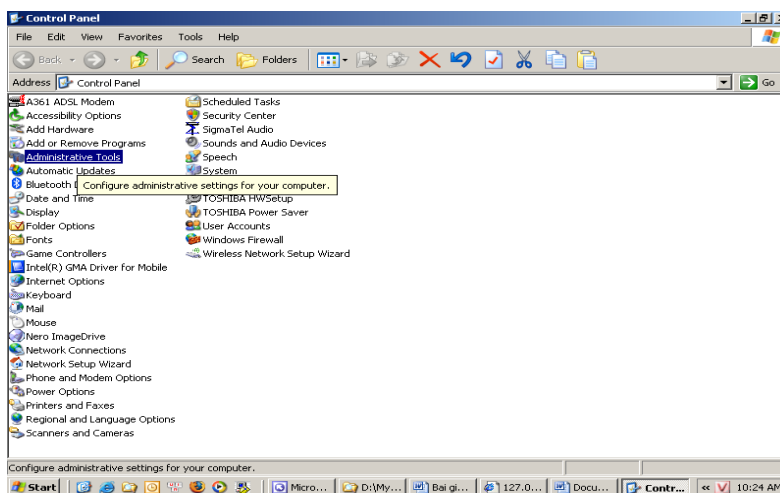 Control Panel
File Edit View Favorites Tools Help
Back Search Folders
Address Control Panel Go
A361 ADSL Modem
Accessibility Options
Add Hardware
Add or Remove Programs
Administrative Tools
Automatic Updates
Bluetooth
Configure administrative settings for your computer.
Date and Time
Display
Folder Options
Fonts
Game Controllers
Intel(R) GMA Driver for Mobile
Internet Options
Keyboard
Mail
Mouse
Nero ImageDrive
Network Connections
Network Setup Wizard
Phone and Modem Options
Power Options
Printers and Faxes
Regional and Language Options
Scanners and Cameras
Scheduled Tasks
Security Center
SigmaTel Audio
Sounds and Audio Devices
Speech
System
TOSHIBA HWSetup
TOSHIBA Power Saver
User Accounts
Windows Firewall
Wireless Network Setup Wizard
Configure administrative settings for your computer.
Start Micro... D:\My... Bai gi... 127.0... Docu... Contr... « V 10:24 AM